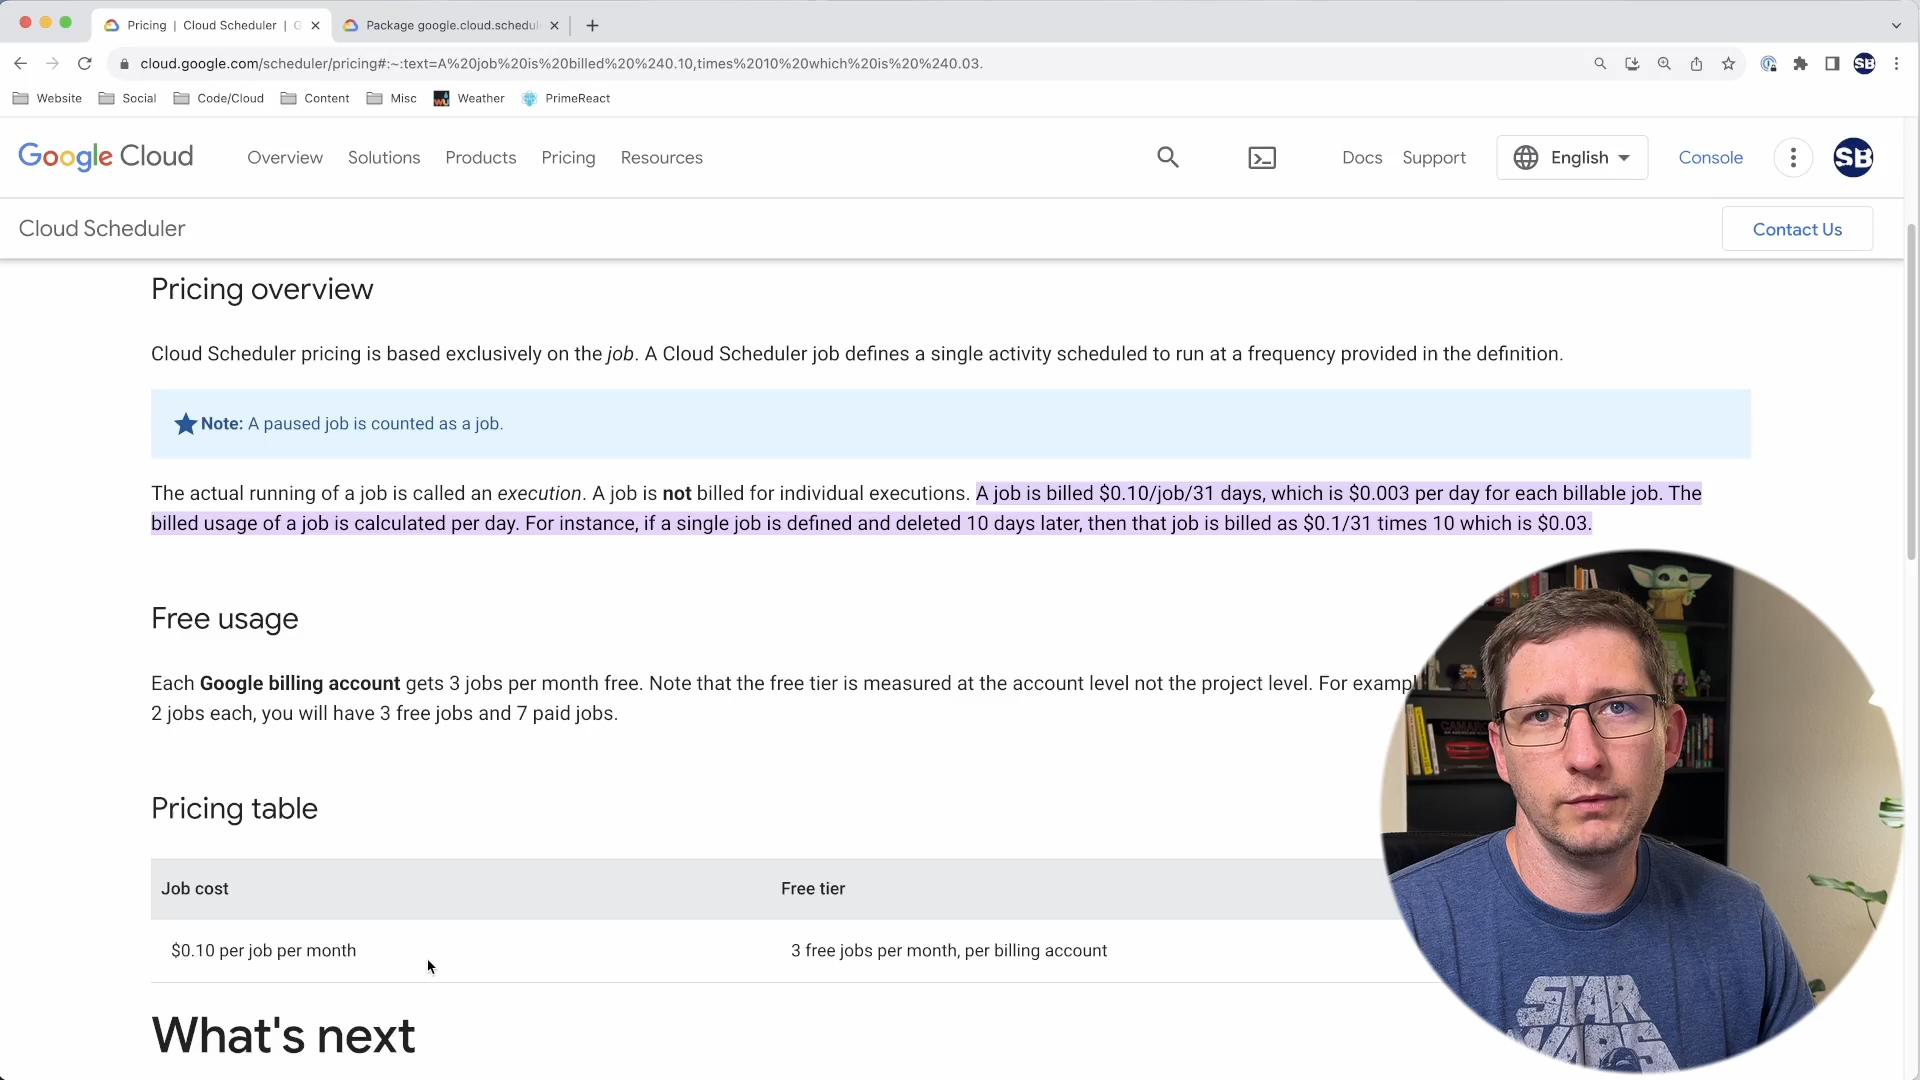 Pricing | Cloud Scheduler | G
Package google.cloud.schedul
cloud.google.com/scheduler/pricing#:~:text=A%20job%20is%20billed%20%240.10,times%2010%20which%20is%20%240.03.
SB
Website Social Code/Cloud Content Misc Weather PrimeReact
Google Cloud
Overview Solutions Products Pricing Resources
Docs Support English Console
SB
Cloud Scheduler
Contact Us
Pricing overview
Cloud Scheduler pricing is based exclusively on the job. A Cloud Scheduler job defines a single activity scheduled to run at a frequency provided in the definition.
Note: A paused job is counted as a job.
The actual running of a job is called an execution. A job is not billed for individual executions. A job is billed $0.10/job/31 days, which is $0.003 per day for each billable job. The
billed usage of a job is calculated per day. For instance, if a single job is defined and deleted 10 days later, then that job is billed as $0.1/31 times 10 which is $0.03.
Free usage
Each Google billing account gets 3 jobs per month free. Note that the free tier is measured at the account level not the project level. For exampl
2 jobs each, you will have 3 free jobs and 7 paid jobs.
Pricing table
Job cost Free tier
$0.10 per job per month 3 free jobs per month, per billing account
What's next
CAMARO
STAR
WARS